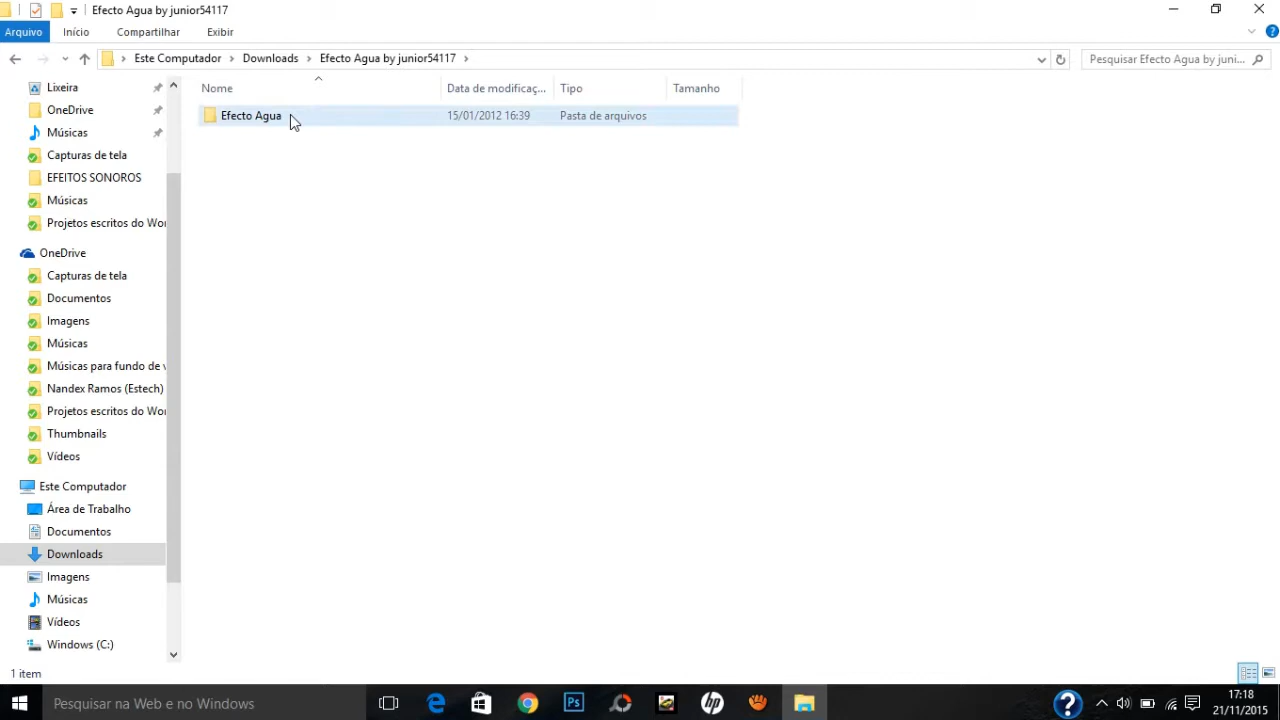 Efecto Agua by junior54117
Arquivo Início Compartilhar Exibir
Este Computador Downloads Efecto Agua by junior54117
Pesquisar Efecto Agua by juni...
Nome Data de modificaç... Tipo Tamanho
Efecto Agua 15/01/2012 16:39 Pasta de arquivos
Lixeira
OneDrive
Músicas
Capturas de tela
EFEITOS SONOROS
Músicas
Projetos escritos do Wor
OneDrive
Capturas de tela
Documentos
Imagens
Músicas
Músicas para fundo de v
Nandex Ramos (Estech)
Projetos escritos do Wor
Thumbnails
Vídeos
Este Computador
Área de Trabalho
Documentos
Downloads
Imagens
Músicas
Vídeos
Windows (C:)
1 item
Pesquisar na Web e no Windows
Ps
hp
17:18
21/11/2015